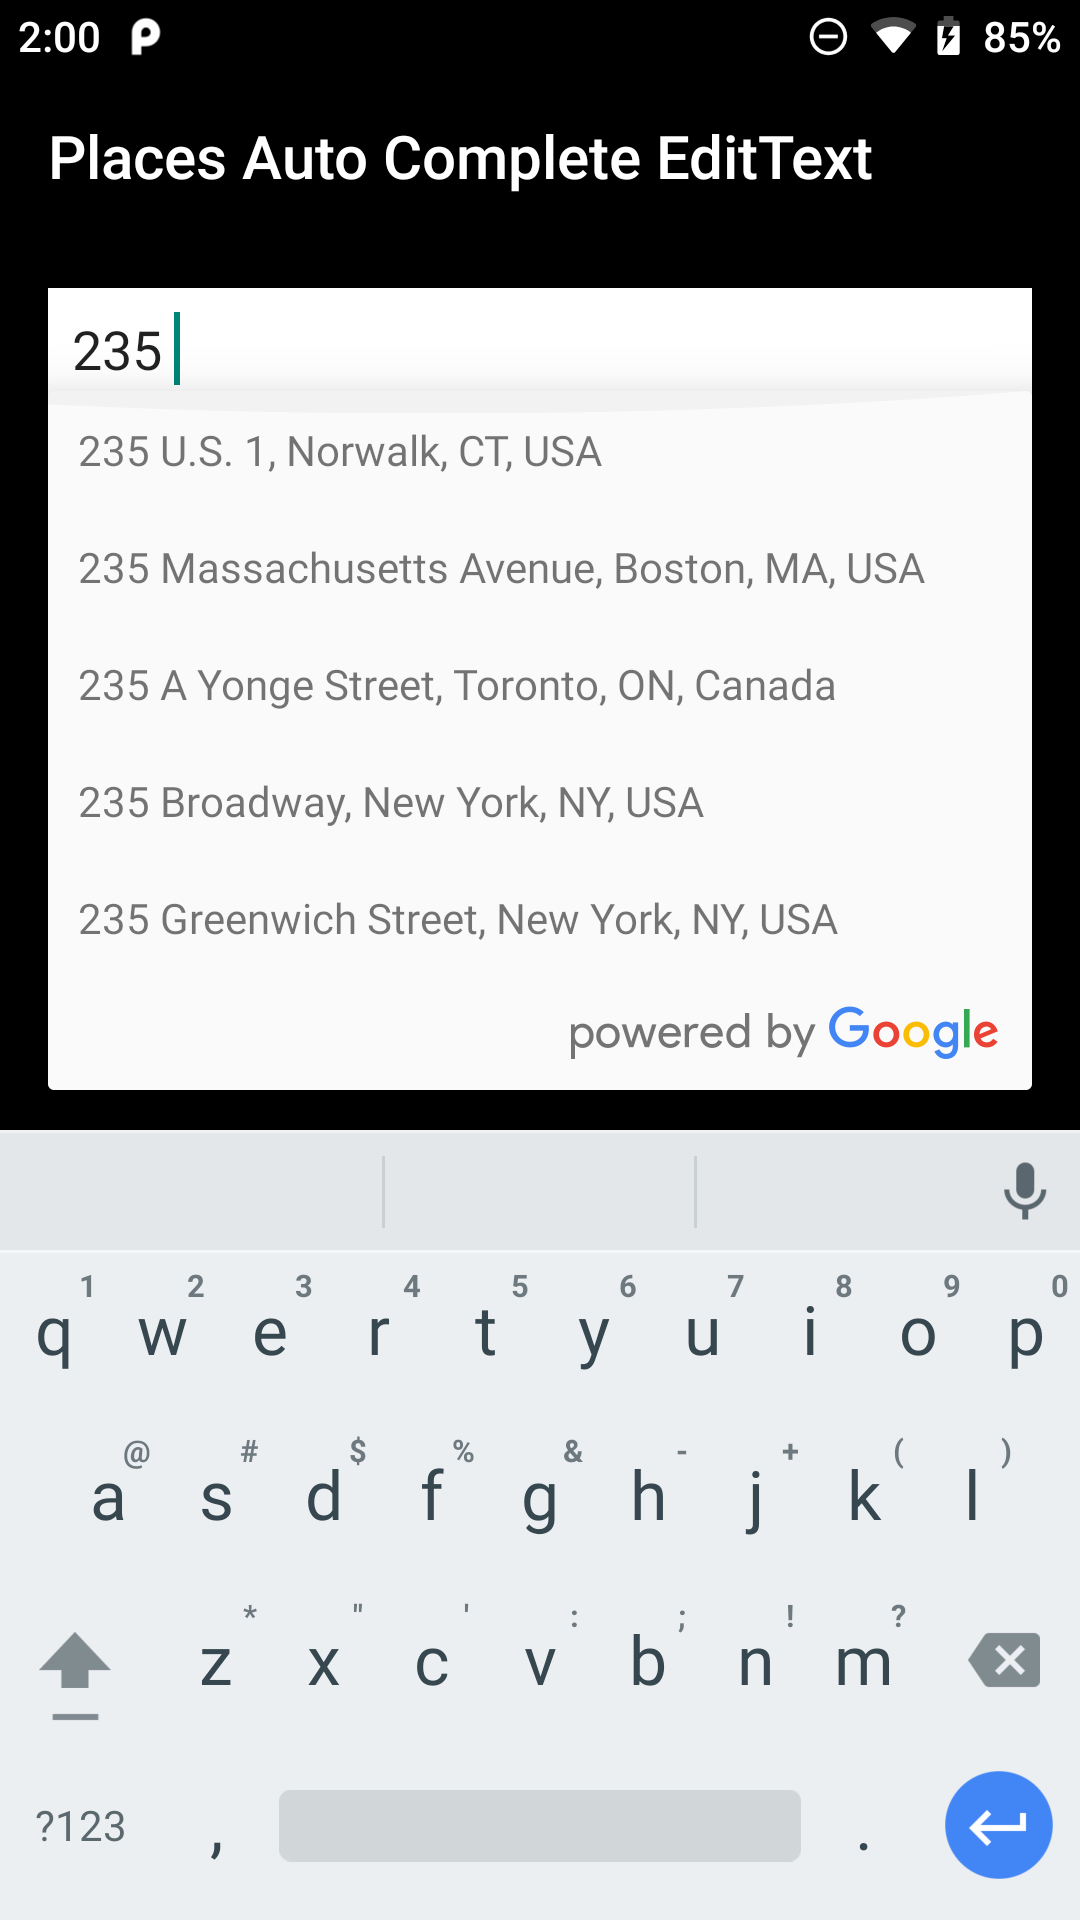 2:00 85%
Places Auto Complete EditText
235
235 U.S. 1, Norwalk, CT, USA
235 Massachusetts Avenue, Boston, MA, USA
235 A Yonge Street, Toronto, ON, Canada
235 Broadway, New York, NY, USA
235 Greenwich Street, New York, NY, USA
powered by Google
1 2 3 4 5 6 7 8 9 0
q w e r t y u i o p
@ # $ % & - + ( )
a s d f g h j k l
* " ' : ; ! ?
z x c v b n m
?123 , .